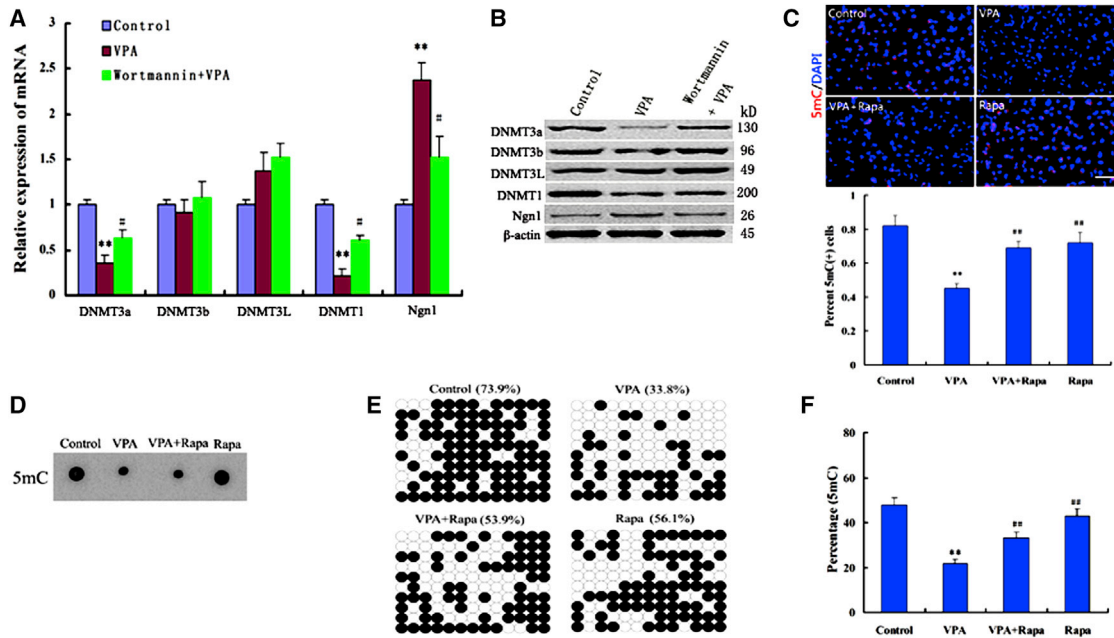 A
Relative expression of mRNA
3
2.5
2
1.5
1
0.5
0
Control
VPA
Wortmannin+VPA
**
#
**
#
**
#
DNMT3a DNMT3b DNMT3L DNMT1 Ngn1
B
Control VPA Wortmannin + VPA kD
DNMT3a 130
DNMT3b 96
DNMT3L 49
DNMT1 200
Ngn1 26
β-actin 45
C
5mC/DAPI
Control VPA
VPA+Rapa Rapa
Percent 5mC(+) cells
0.8
0.6
0.4
0.2
0
**
##
##
Control VPA VPA+Rapa Rapa
D
Control VPA VPA+Rapa Rapa
5mC
E
Control (73.9%) VPA (33.8%)
VPA+Rapa (53.9%) Rapa (56.1%)
F
Percentage (5mC)
80
60
40
20
0
**
##
##
Control VPA VPA+Rapa Rapa